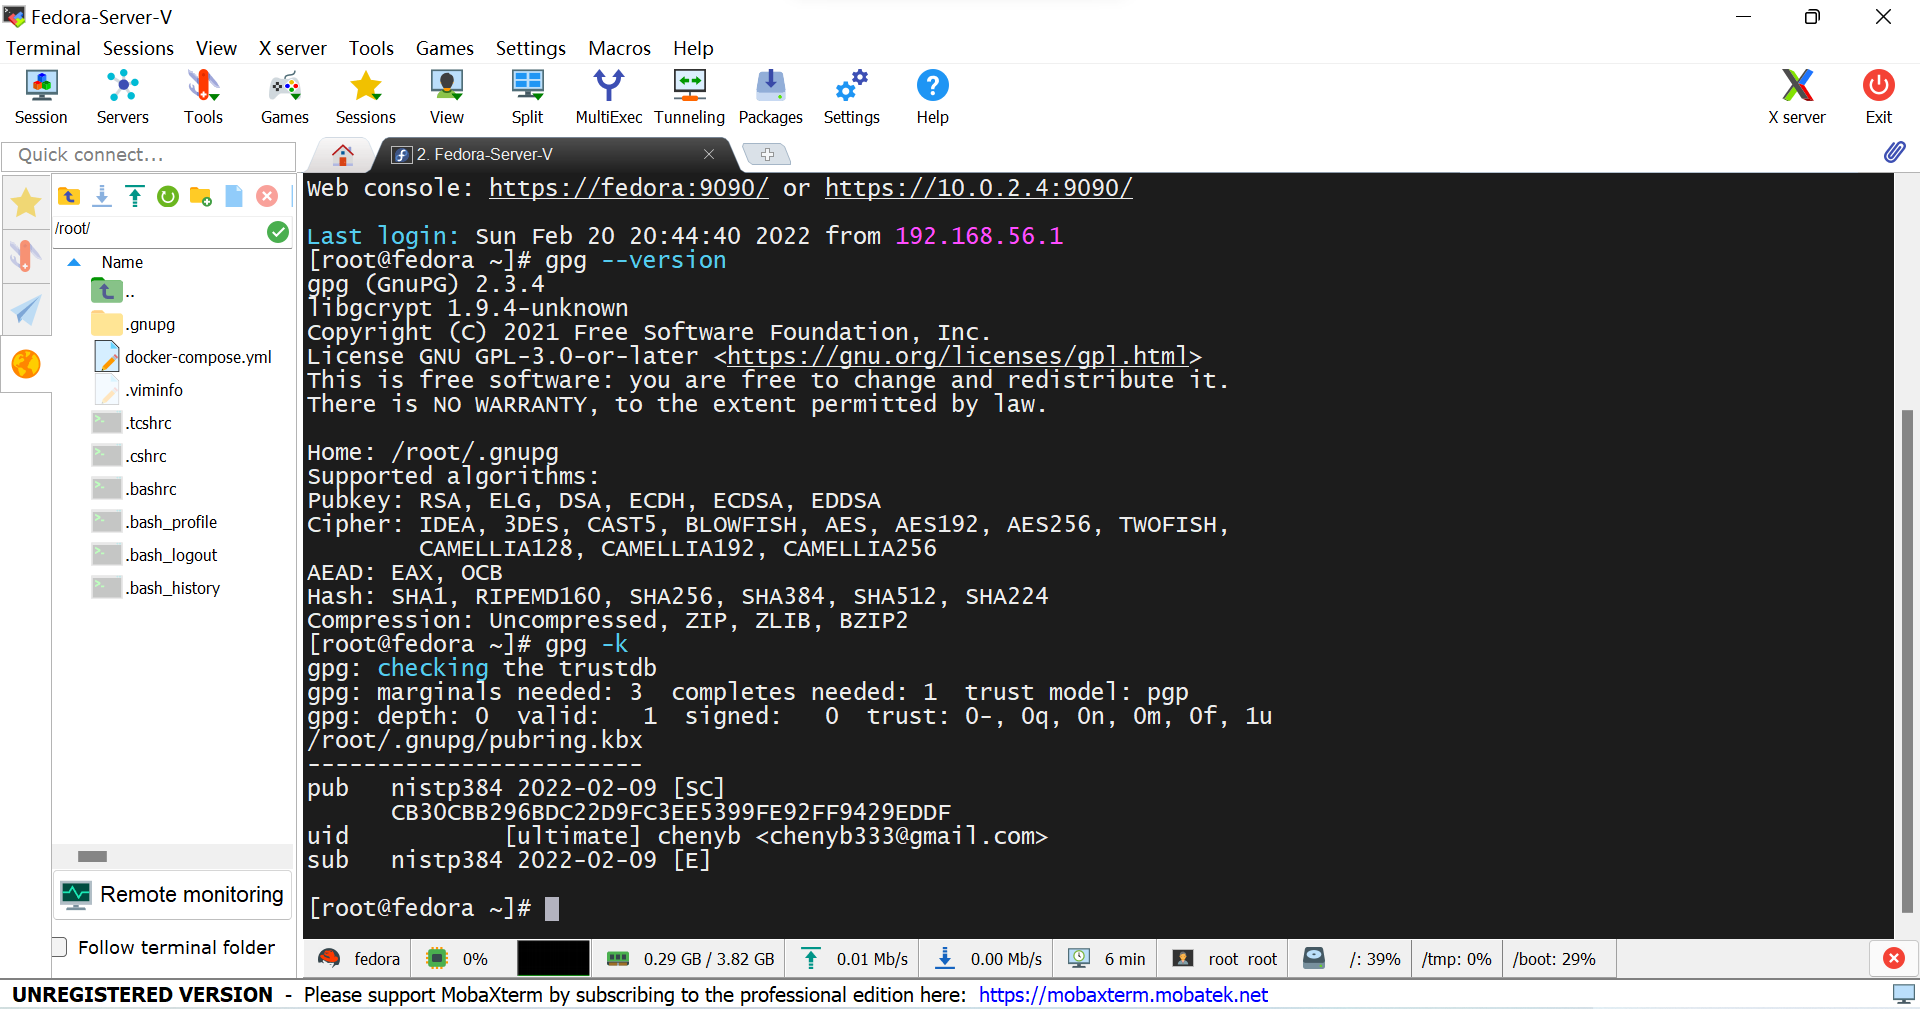 Fedora-Server-V
Terminal Sessions View X server Tools Games Settings Macros Help
Session Servers Tools Games Sessions View Split MultiExec Tunneling Packages Settings Help X server Exit
Quick connect...
2. Fedora-Server-V
/root/
Name
..
.gnupg
docker-compose.yml
.viminfo
.tcshrc
.cshrc
.bashrc
.bash_profile
.bash_logout
.bash_history
Remote monitoring
Follow terminal folder
Web console: https://fedora:9090/ or https://10.0.2.4:9090/
Last login: Sun Feb 20 20:44:40 2022 from 192.168.56.1
[root@fedora ~]# gpg --version
gpg (GnuPG) 2.3.4
libgcrypt 1.9.4-unknown
Copyright (C) 2021 Free Software Foundation, Inc.
License GNU GPL-3.0-or-later <https://gnu.org/licenses/gpl.html>
This is free software: you are free to change and redistribute it.
There is NO WARRANTY, to the extent permitted by law.
Home: /root/.gnupg
Supported algorithms:
Pubkey: RSA, ELG, DSA, ECDH, ECDSA, EDDSA
Cipher: IDEA, 3DES, CAST5, BLOWFISH, AES, AES192, AES256, TWOFISH,
CAMELLIA128, CAMELLIA192, CAMELLIA256
AEAD: EAX, OCB
Hash: SHA1, RIPEMD160, SHA256, SHA384, SHA512, SHA224
Compression: Uncompressed, ZIP, ZLIB, BZIP2
[root@fedora ~]# gpg -k
gpg: checking the trustdb
gpg: marginals needed: 3 completes needed: 1 trust model: pgp
gpg: depth: 0 valid: 1 signed: 0 trust: 0-, 0q, 0n, 0m, 0f, 1u
/root/.gnupg/pubring.kbx
------------------------
pub nistp384 2022-02-09 [SC]
CB30CBB296BDC22D9FC3EE5399FE92FF9429EDDF
uid [ultimate] chenyb <chenyb333@gmail.com>
sub nistp384 2022-02-09 [E]
[root@fedora ~]#
fedora 0% 0.29 GB / 3.82 GB 0.01 Mb/s 0.00 Mb/s 6 min root root /: 39% /tmp: 0% /boot: 29%
UNREGISTERED VERSION - Please support MobaXterm by subscribing to the professional edition here: https://mobaxterm.mobatek.net